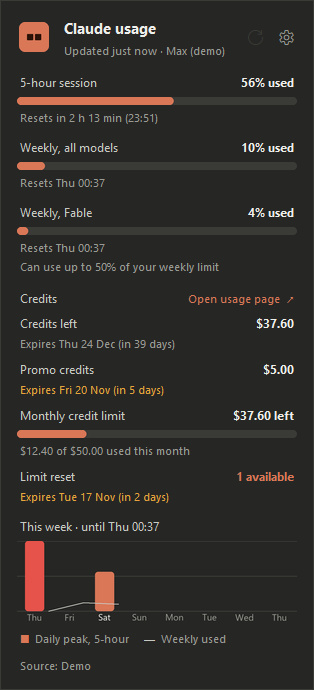 Claude usage
Updated just now · Max (demo)
5-hour session 56% used
Resets in 2 h 13 min (23:51)
Weekly, all models 10% used
Resets Thu 00:37
Weekly, Fable 4% used
Resets Thu 00:37
Can use up to 50% of your weekly limit
Credits Open usage page ↗
Credits left $37.60
Expires Thu 24 Dec (in 39 days)
Promo credits $5.00
Expires Fri 20 Nov (in 5 days)
Monthly credit limit $37.60 left
$12.40 of $50.00 used this month
Limit reset 1 available
Expires Tue 17 Nov (in 2 days)
This week · until Thu 00:37
Thu Fri Sat Sun Mon Tue Wed Thu
Daily peak, 5-hour Weekly used
Source: Demo